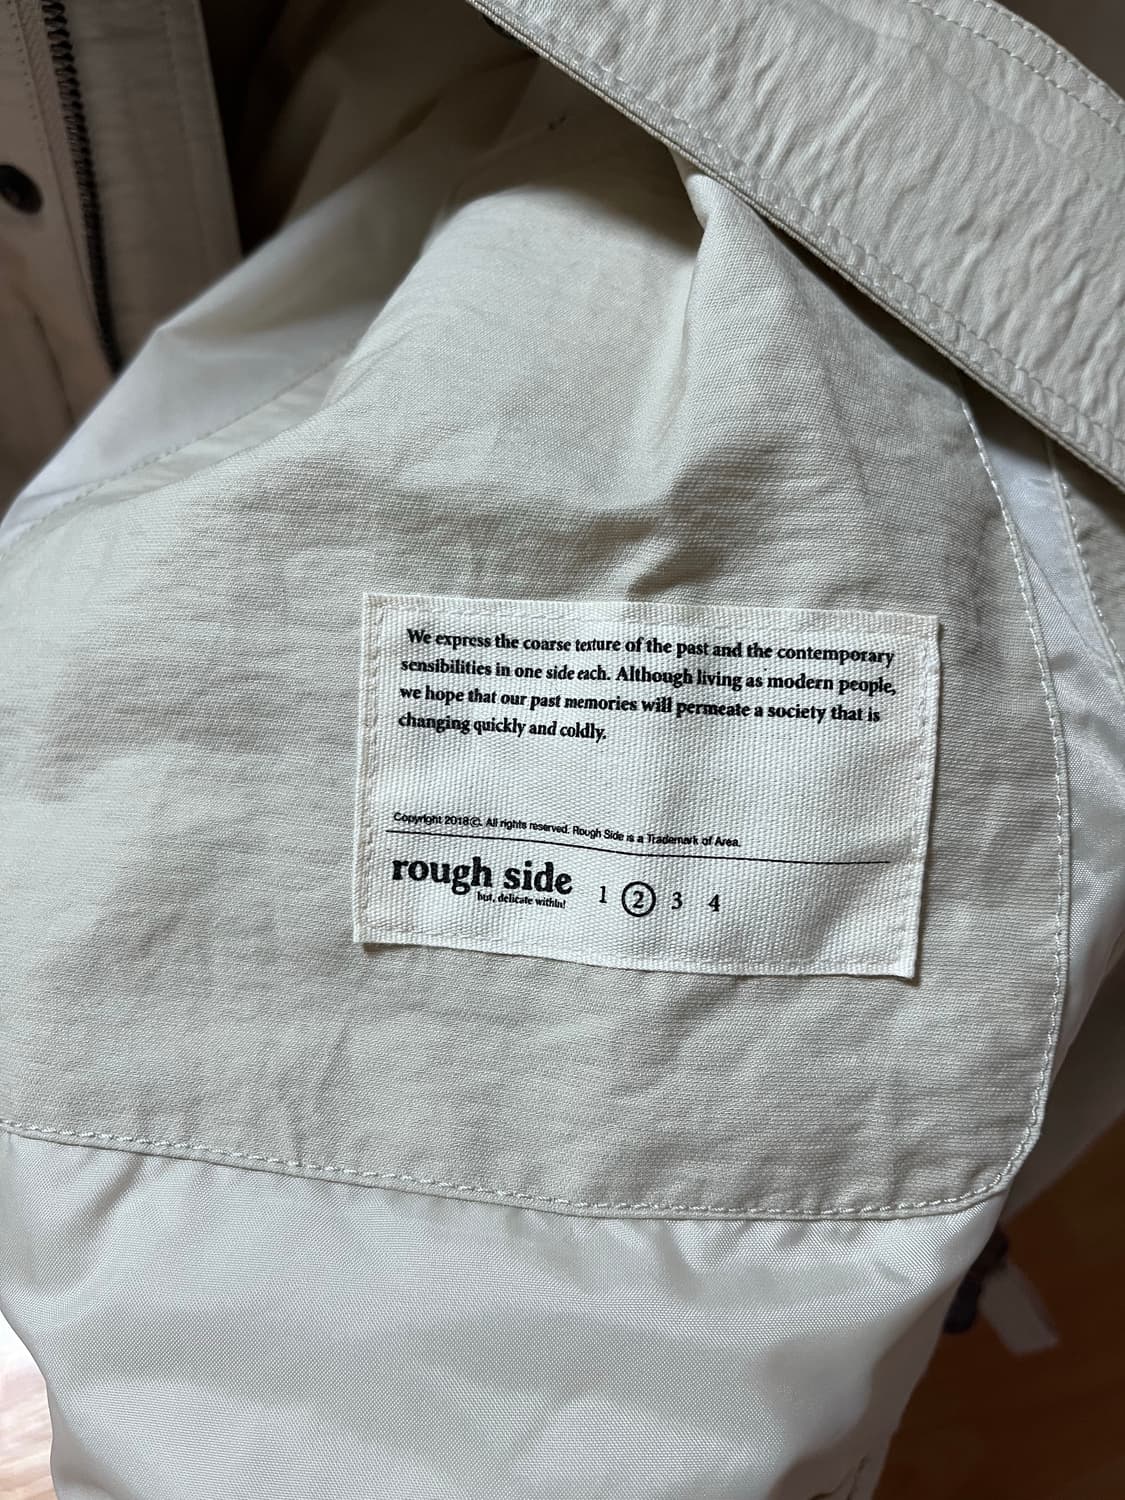 We express the coarse texture of the past and the contemporary
sensibilities in one side each. Although living as modern people,
we hope that our past memories will permeate a society that is
changing quickly and coldly.
Copyright 2018©. All rights reserved. Rough Side is a Trademark of Area.
rough side 1 2 3 4
but, delicate within!